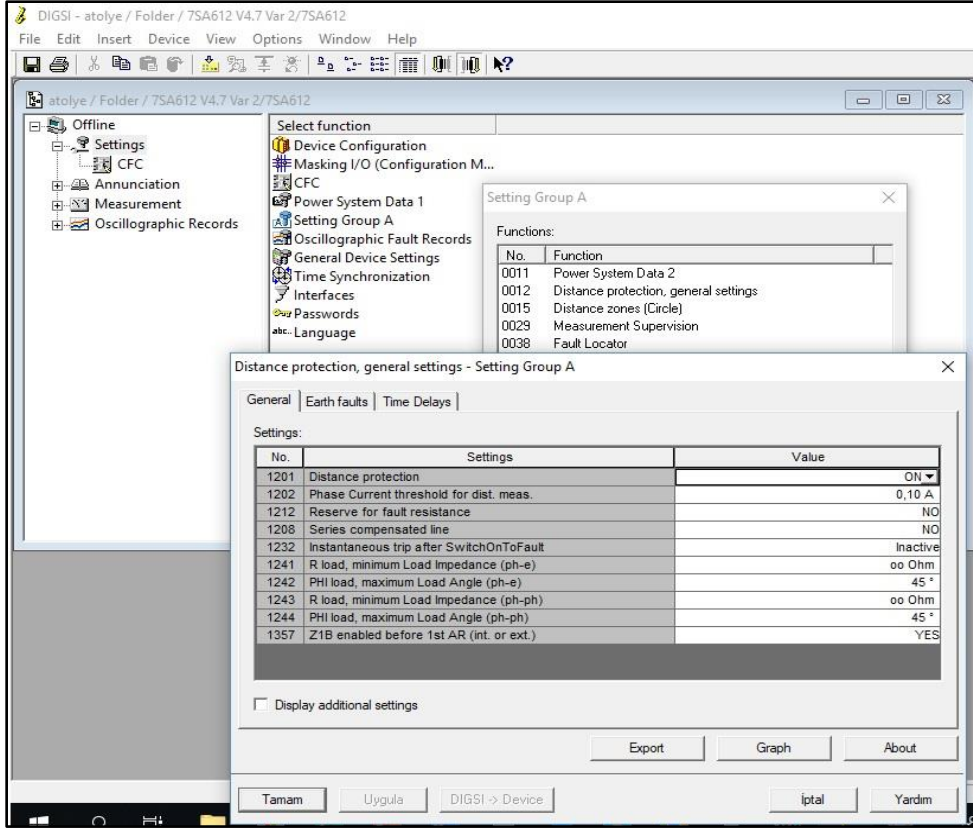 DIGSI - atolye / Folder / 7SA612 V4.7 Var 2/7SA612
File Edit Insert Device View Options Window Help
atolye / Folder / 7SA612 V4.7 Var 2/7SA612
Offline
Settings
CFC
Annunciation
Measurement
Oscillographic Records
Select function
Device Configuration
Masking I/O (Configuration M...
CFC
Power System Data 1
Setting Group A
Oscillographic Fault Records
General Device Settings
Time Synchronization
Interfaces
Passwords
abc.. Language
Setting Group A
Functions:
No. Function
0011 Power System Data 2
0012 Distance protection, general settings
0015 Distance zones (Circle)
0029 Measurement Supervision
0038 Fault Locator
Distance protection, general settings - Setting Group A
General Earth faults Time Delays
Settings:
No. Settings Value
1201 Distance protection ON
1202 Phase Current threshold for dist. meas. 0,10 A
1212 Reserve for fault resistance NO
1208 Series compensated line NO
1232 Instantaneous trip after SwitchOnToFault Inactive
1241 R load, minimum Load Impedance (ph-e) oo Ohm
1242 PHI load, maximum Load Angle (ph-e) 45 °
1243 R load, minimum Load Impedance (ph-ph) oo Ohm
1244 PHI load, maximum Load Angle (ph-ph) 45 °
1357 Z1B enabled before 1st AR (int. or ext.) YES
Display additional settings
Export Graph About
Tamam Uygula DIGSI -> Device İptal Yardım